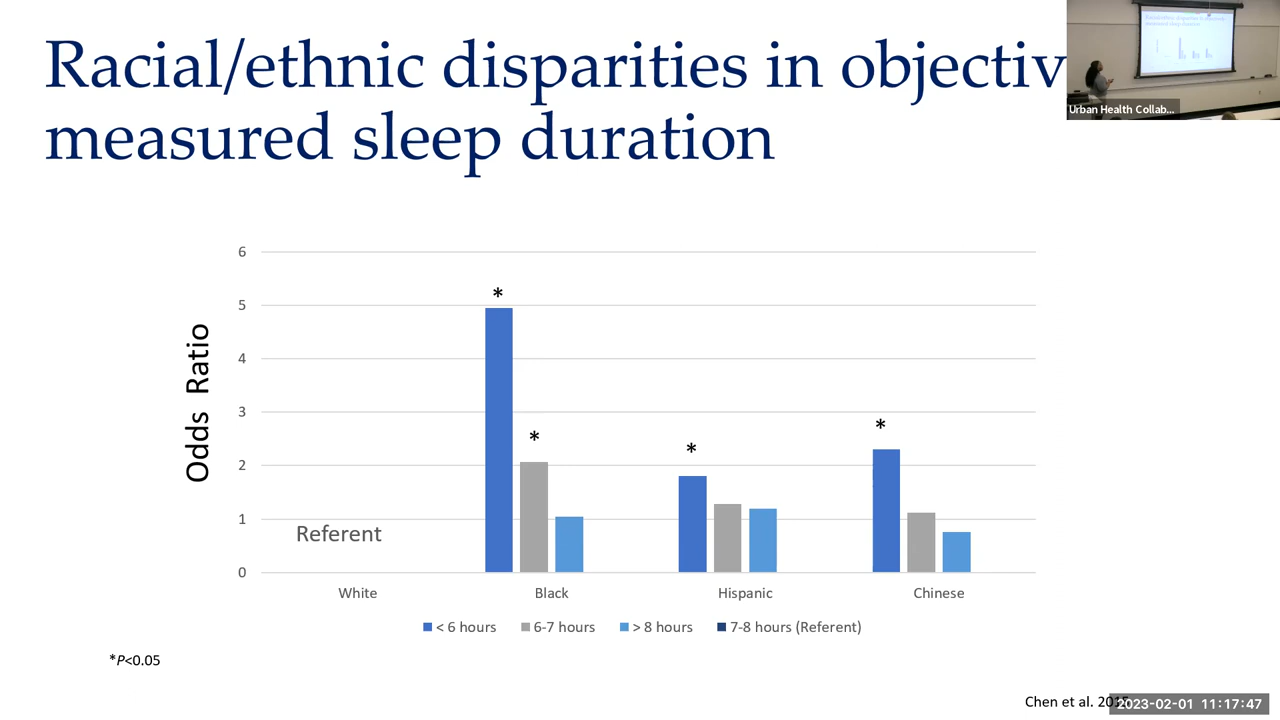 Racial/ethnic disparities in objectiv
measured sleep duration
Urban Health Collab...
6
5
4
3
2
1
0
Odds Ratio
*
*
*
*
Referent
White
Black
Hispanic
Chinese
< 6 hours
6-7 hours
> 8 hours
7-8 hours (Referent)
*P<0.05
Chen et al.
2023-02-01 11:17:47